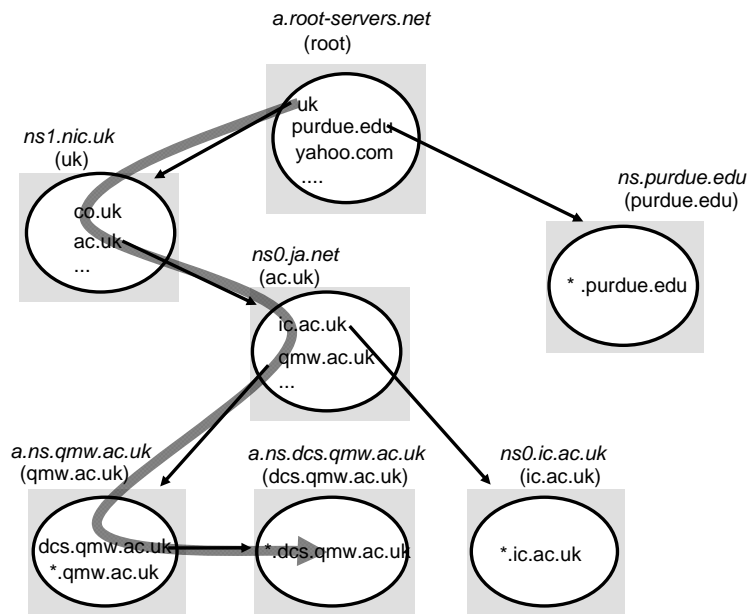 a.root-servers.net
(root)
uk
purdue.edu
yahoo.com
....
ns1.nic.uk
(uk)
co.uk
ac.uk
...
ns.purdue.edu
(purdue.edu)
* .purdue.edu
ns0.ja.net
(ac.uk)
ic.ac.uk
qmw.ac.uk
...
a.ns.qmw.ac.uk
(qmw.ac.uk)
dcs.qmw.ac.uk
*.qmw.ac.uk
a.ns.dcs.qmw.ac.uk
(dcs.qmw.ac.uk)
*.dcs.qmw.ac.uk
ns0.ic.ac.uk
(ic.ac.uk)
*.ic.ac.uk